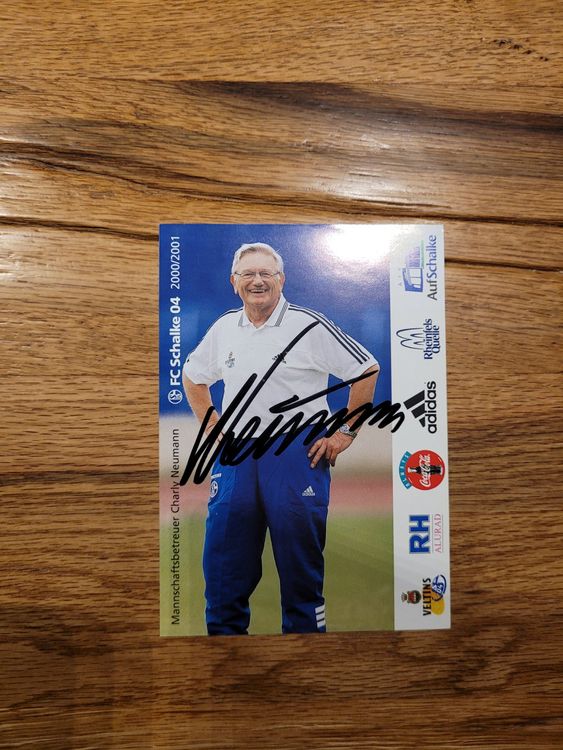 FC Schalke 04 2000/2001
Mannschaftsbetreuer Charly Neumann
Neumann
AufSchalke
Rheinfels
Quelle
adidas
Coca-Cola
RH
ALURAD
VELTINS